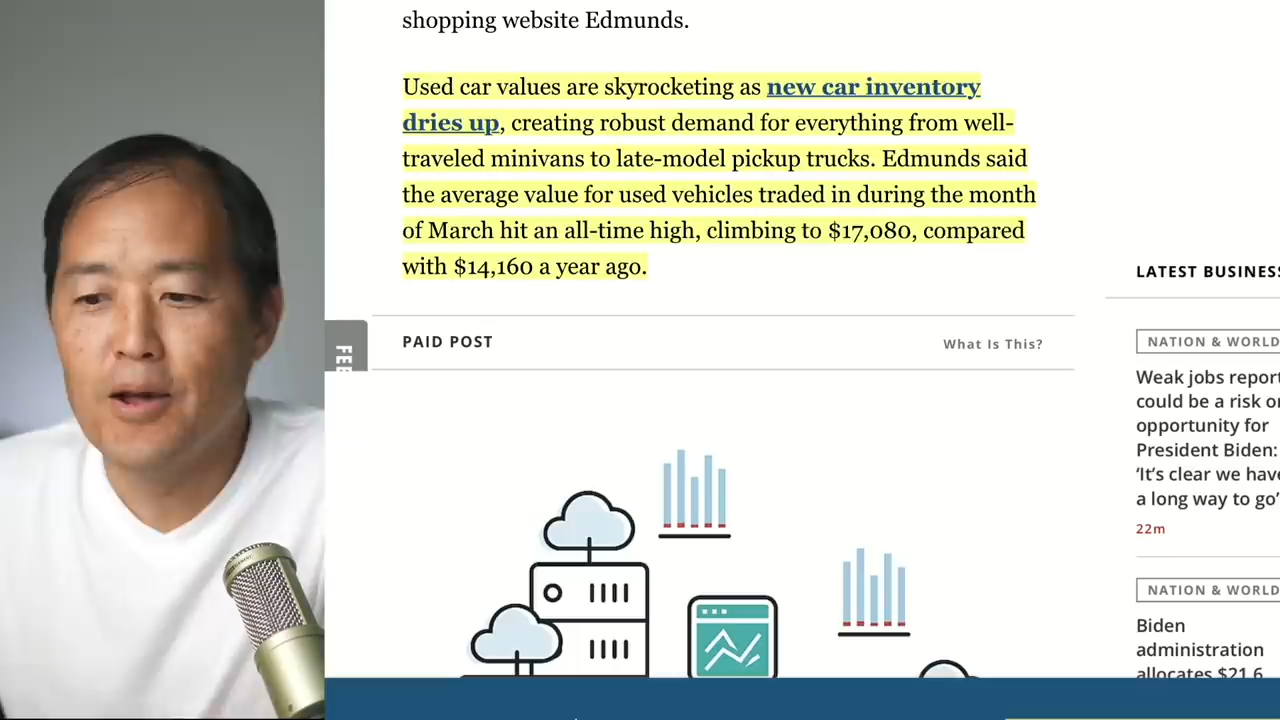 shopping website Edmunds.
Used car values are skyrocketing as new car inventory
dries up, creating robust demand for everything from well-
traveled minivans to late-model pickup trucks. Edmunds said
the average value for used vehicles traded in during the month
of March hit an all-time high, climbing to $17,080, compared
with $14,160 a year ago.
PAID POST
What Is This?
LATEST BUSINESS
NATION & WORLD
Weak jobs report
could be a risk or
opportunity for
President Biden:
‘It’s clear we have
a long way to go’
22m
NATION & WORLD
Biden
administration
allocates $21.6